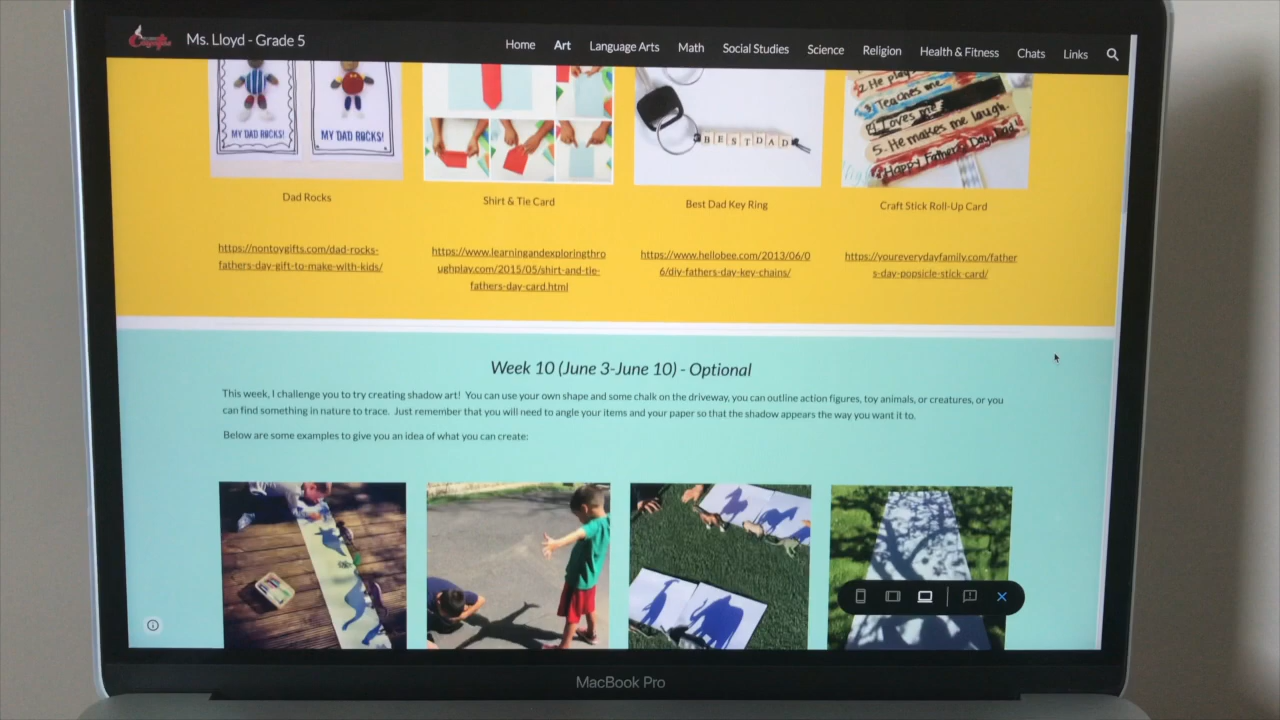 Ms. Lloyd - Grade 5
Home Art Language Arts Math Social Studies Science Religion Health & Fitness Chats Links
MY DAD ROCKS!
MY DAD ROCKS!
BESTDAD
2. He plays
3. Teaches me
Loves me
5. He makes me laugh.
Happy Father's Day, Dad!
Dad Rocks
Shirt & Tie Card
Best Dad Key Ring
Craft Stick Roll-Up Card
https://nontoygifts.com/dad-rocks-
fathers-day-gift-to-make-with-kids/
https://www.learningandexploringthro
ughplay.com/2015/05/shirt-and-tie-
fathers-day-card.html
https://www.hellobee.com/2013/06/0
6/diy-fathers-day-key-chains/
https://youreverydayfamily.com/father
s-day-popsicle-stick-card/
Week 10 (June 3-June 10) - Optional
This week, I challenge you to try creating shadow art! You can use your own shape and some chalk on the driveway, you can outline action figures, toy animals, or creatures, or you
can find something in nature to trace. Just remember that you will need to angle your items and your paper so that the shadow appears the way you want it to.
Below are some examples to give you an idea of what you can create:
MacBook Pro